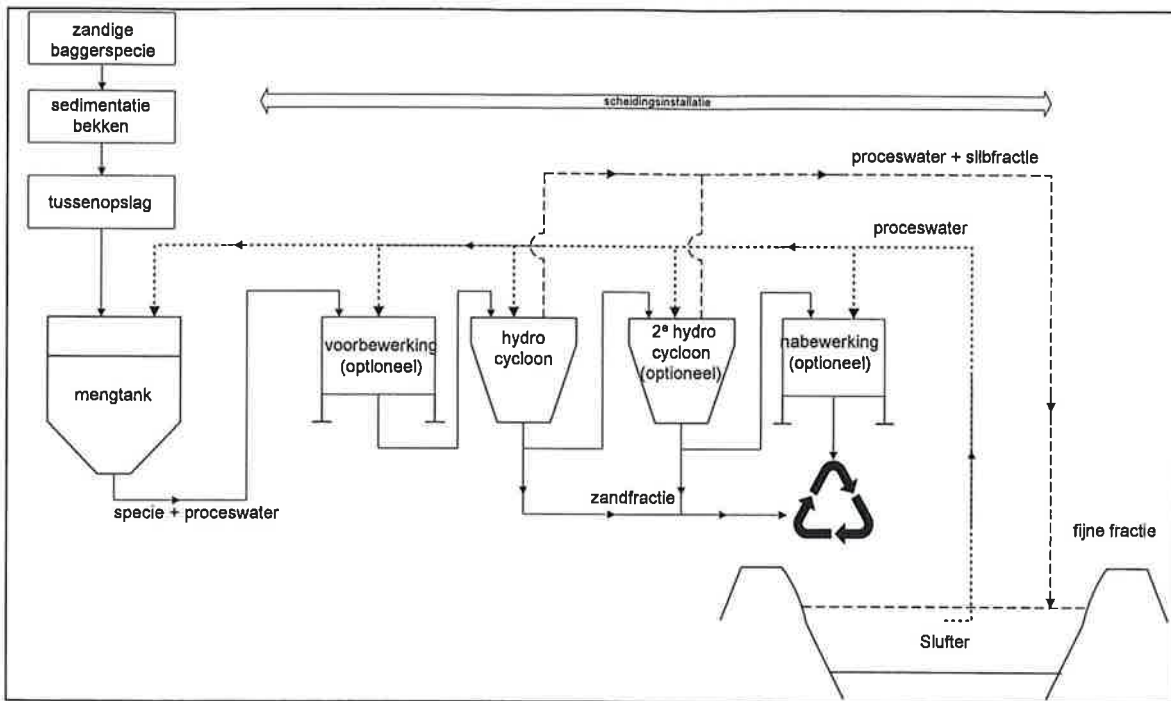 zandige
baggerspecie
sedimentatie
bekken
tussenopslag
scheidingsinstallatie
proceswater + slibfractie
proceswater
mengtank
voorbewerking
(optioneel)
hydro
cycloon
2e hydro
cycloon
(optioneel)
nabewerking
(optioneel)
specie + proceswater
zandfractie
fijne fractie
Slufter